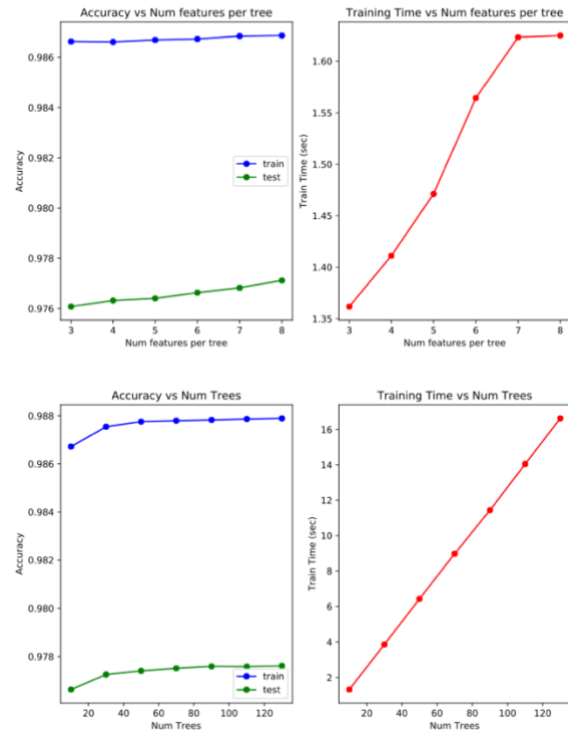 Accuracy vs Num features per tree
0.986
0.984
0.982
0.980
0.978
0.976
Accuracy
train
test
3 4 5 6 7 8
Num features per tree
Training Time vs Num features per tree
1.60
1.55
1.50
1.45
1.40
1.35
Train Time (sec)
3 4 5 6 7 8
Num features per tree
Accuracy vs Num Trees
0.988
0.986
0.984
0.982
0.980
0.978
Accuracy
train
test
20 40 60 80 100 120
Num Trees
Training Time vs Num Trees
16
14
12
10
8
6
4
2
Train Time (sec)
20 40 60 80 100 120
Num Trees